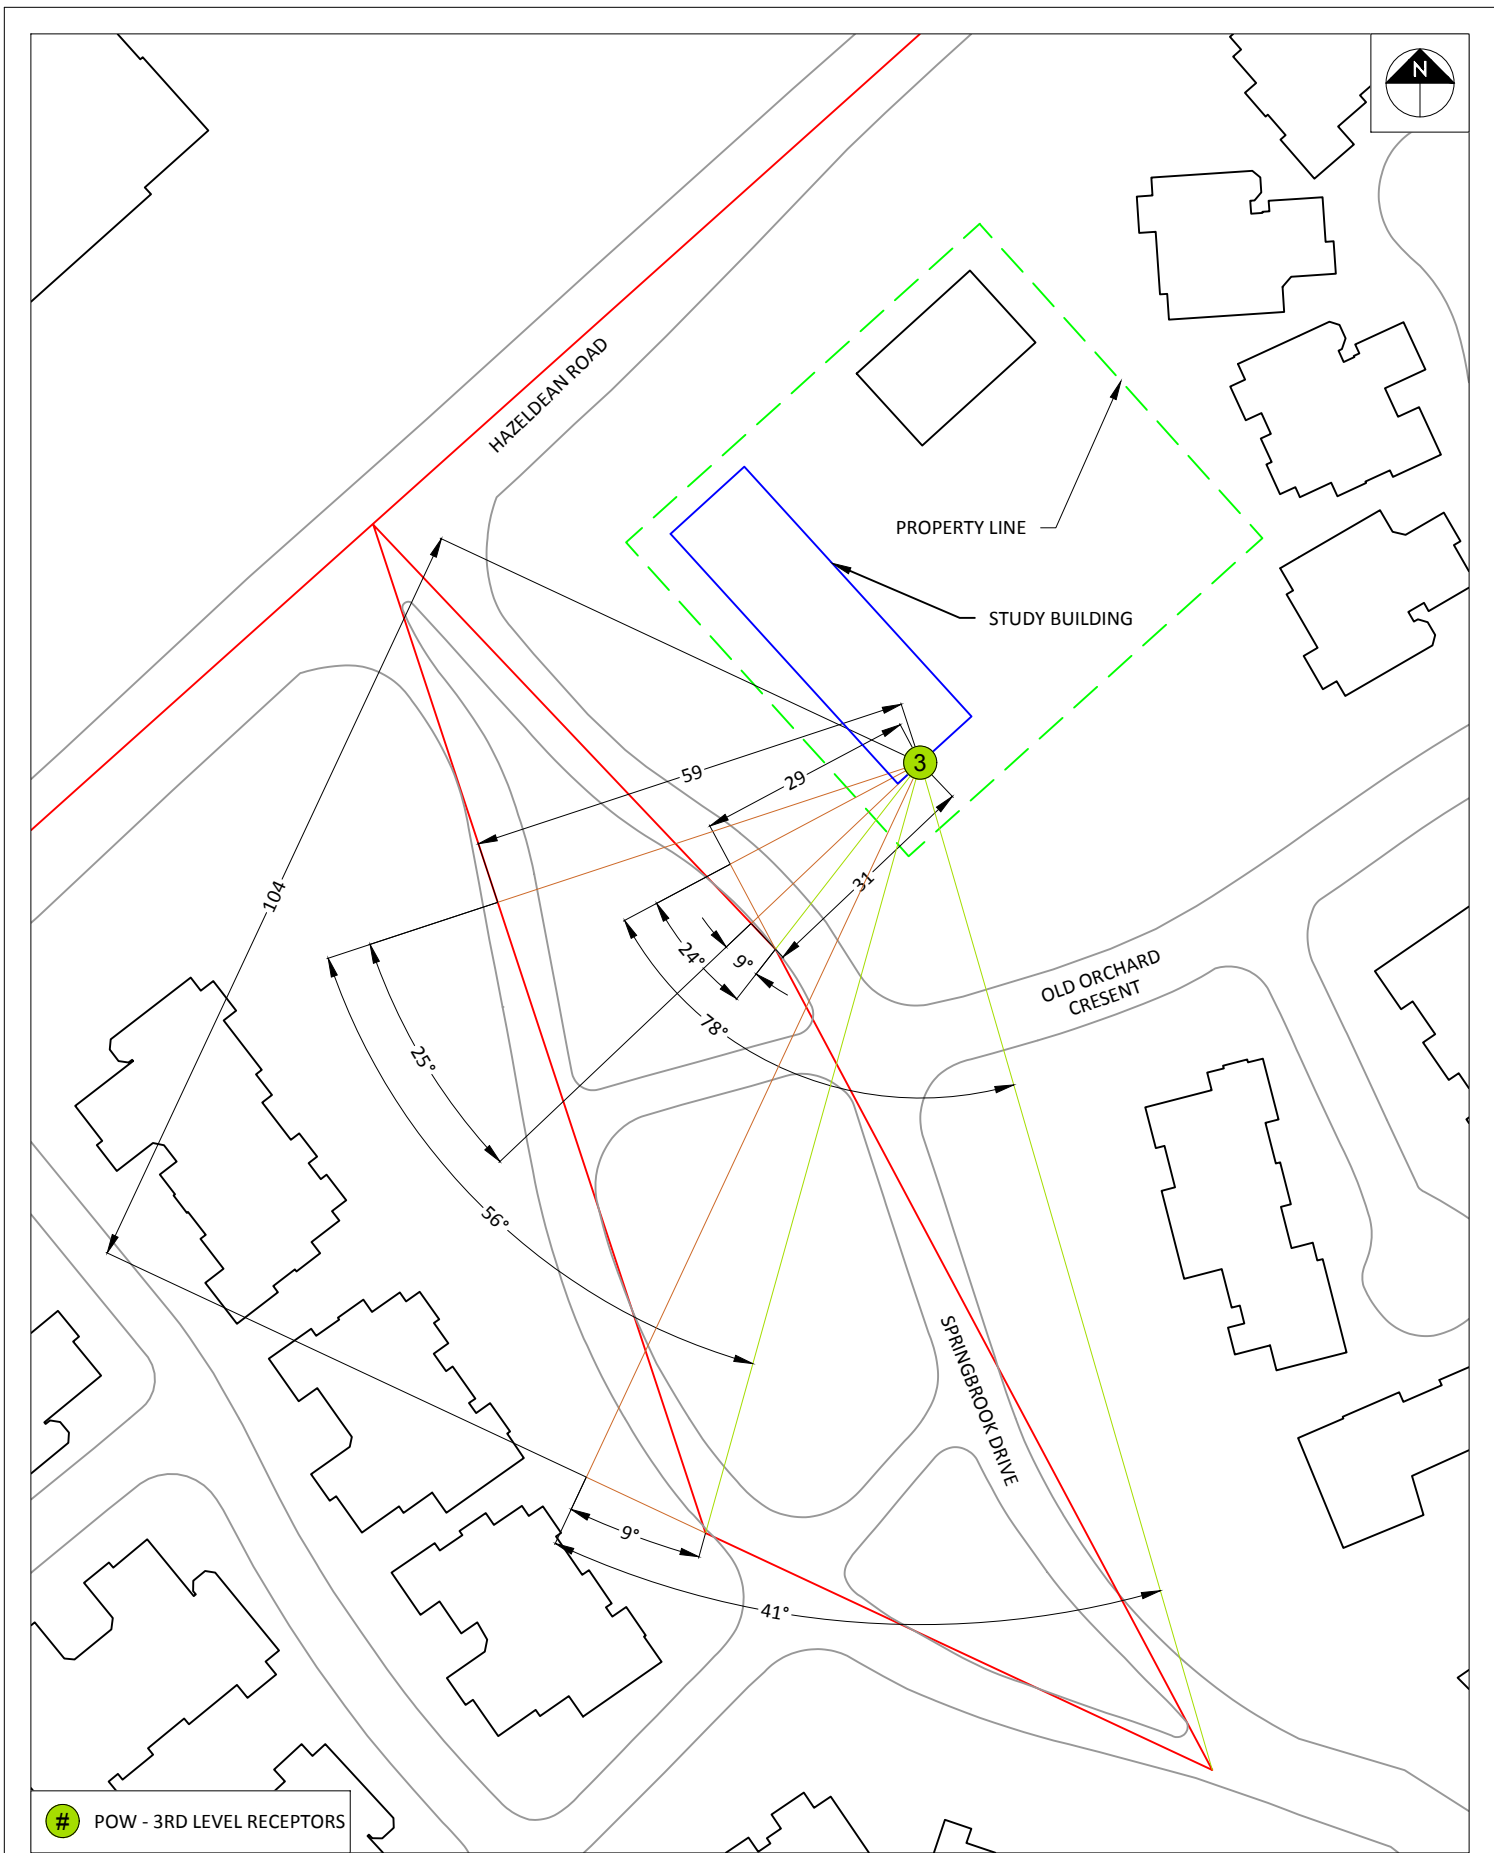 N
HAZELDEAN ROAD
PROPERTY LINE
STUDY BUILDING
3
59
29
31
104
24°
9°
78°
OLD ORCHARD
CRESENT
25°
56°
SPRINGBROOK DRIVE
9°
41°
# POW - 3RD LEVEL RECEPTORS